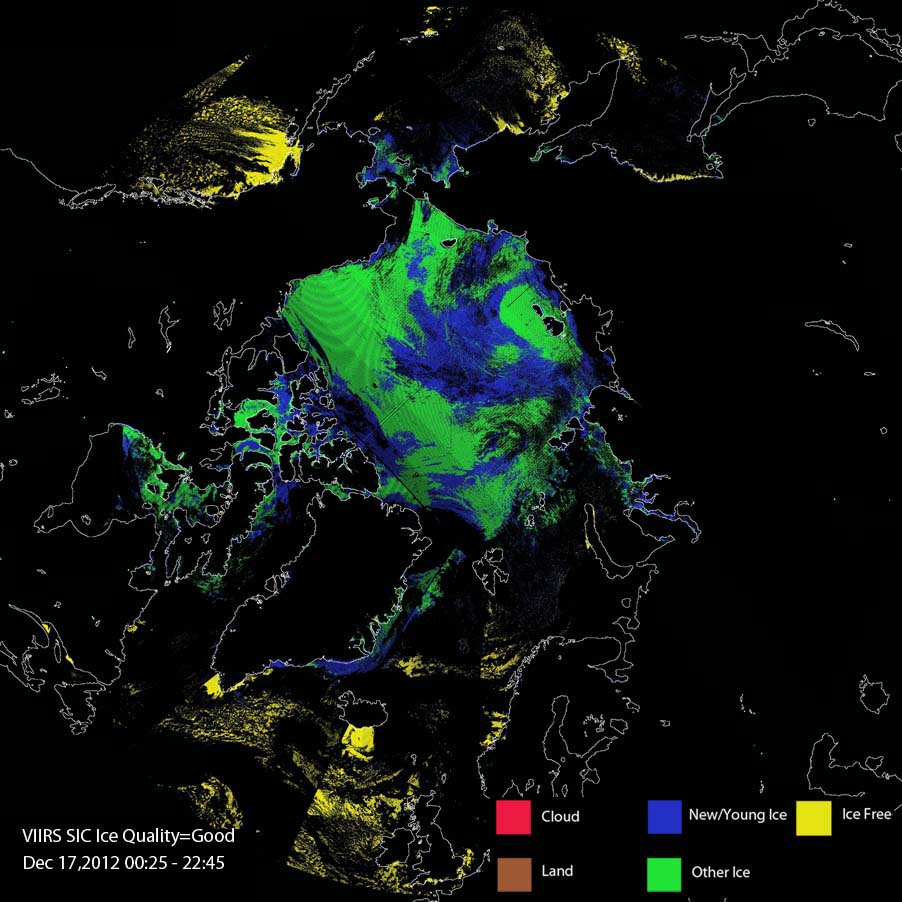 VIIRS SIC Ice Quality=Good
Dec 17,2012 00:25 - 22:45
Cloud
New/Young Ice
Ice Free
Land
Other Ice